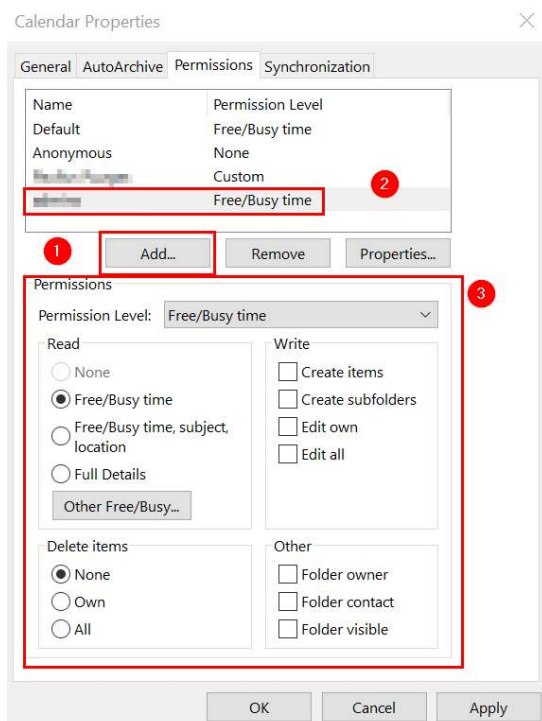 Calendar Properties
General AutoArchive Permissions Synchronization
Name Permission Level
Default Free/Busy time
Anonymous None
Custom
2
Free/Busy time
1
Add... Remove Properties...
Permissions
3
Permission Level: Free/Busy time
Read
None
Free/Busy time
Free/Busy time, subject,
location
Full Details
Other Free/Busy...
Write
Create items
Create subfolders
Edit own
Edit all
Delete items
None
Own
All
Other
Folder owner
Folder contact
Folder visible
OK Cancel Apply